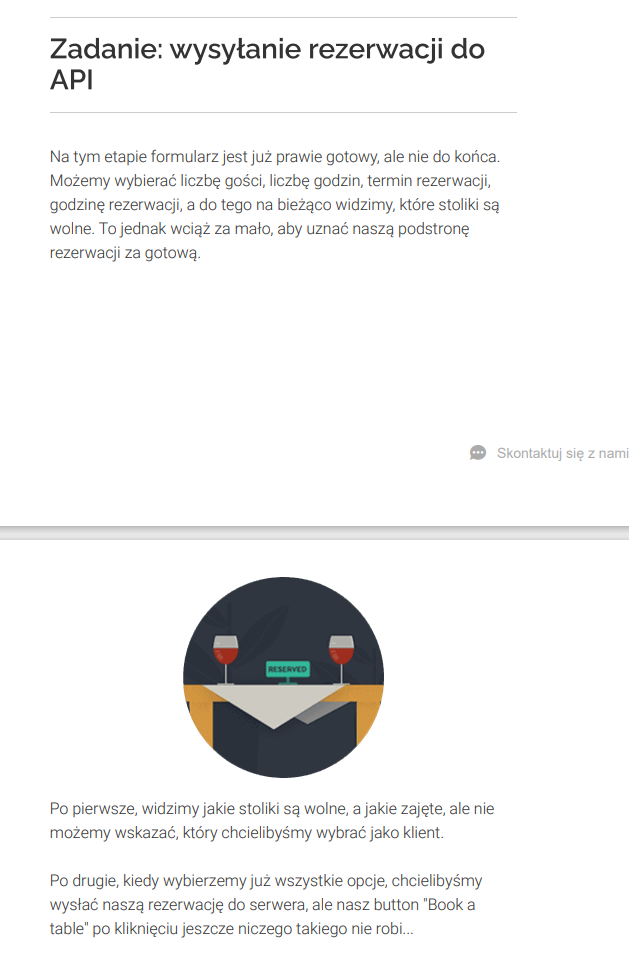 Zadanie: wysyłanie rezerwacji do
API
Na tym etapie formularz jest już prawie gotowy, ale nie do końca.
Możemy wybierać liczbę gości, liczbę godzin, termin rezerwacji,
godzinę rezerwacji, a do tego na bieżąco widzimy, które stoliki są
wolne. To jednak wciąż za mało, aby uznać naszą podstronę
rezerwacji za gotową.
Skontaktuj się z nami
RESERVED
Po pierwsze, widzimy jakie stoliki są wolne, a jakie zajęte, ale nie
możemy wskazać, który chcielibyśmy wybrać jako klient.
Po drugie, kiedy wybierzemy już wszystkie opcje, chcielibyśmy
wysłać naszą rezerwację do serwera, ale nasz button "Book a
table" po kliknięciu jeszcze niczego takiego nie robi...